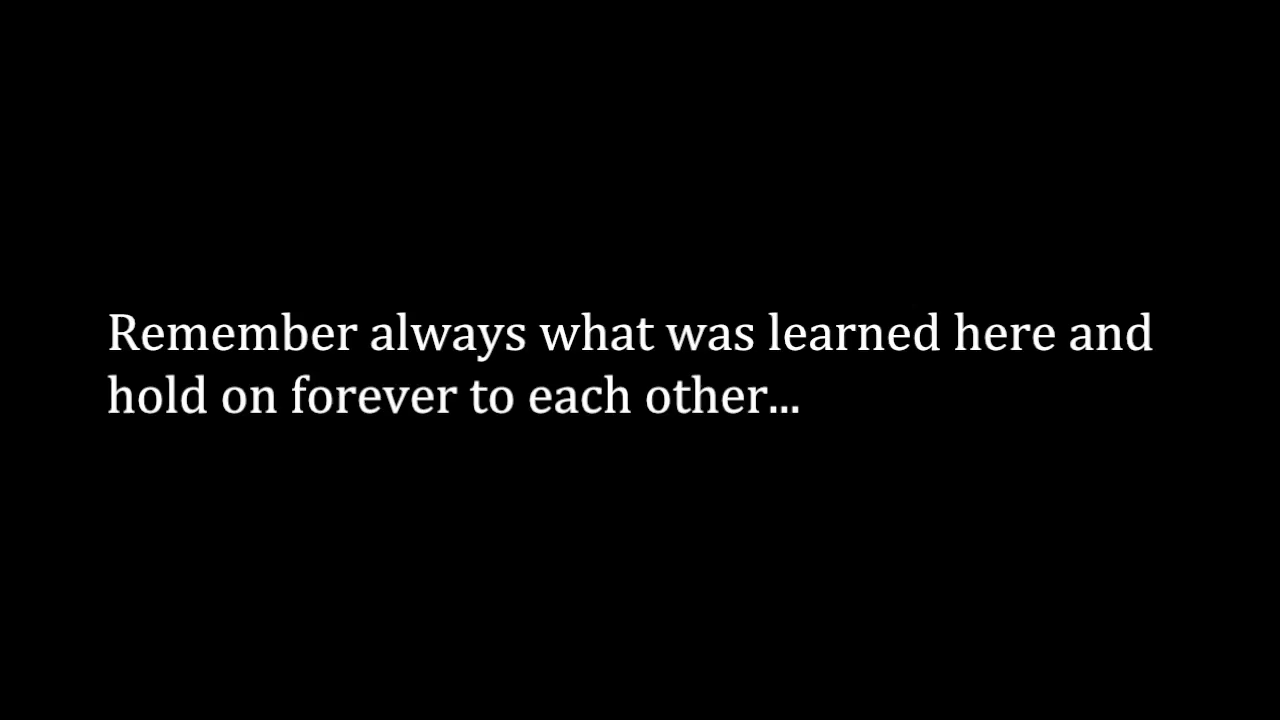 Remember always what was learned here and
hold on forever to each other...